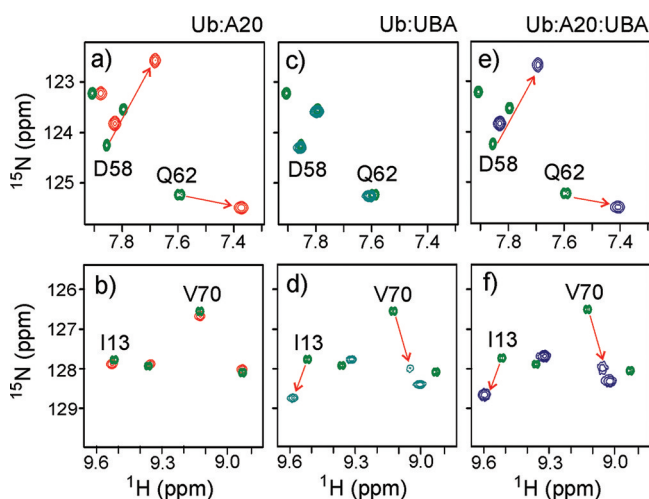 Ub:A20 Ub:UBA Ub:A20:UBA
a) c) e)
123
124
125
¹⁵N (ppm)
D58 D58 D58
Q62 Q62 Q62
7.8 7.6 7.4 7.8 7.6 7.4 7.8 7.6 7.4
b) d) f)
126
127
128
129
¹⁵N (ppm)
V70 V70 V70
I13 I13 I13
9.6 9.3 9.0 9.6 9.3 9.0 9.6 9.3 9.0
¹H (ppm) ¹H (ppm) ¹H (ppm)